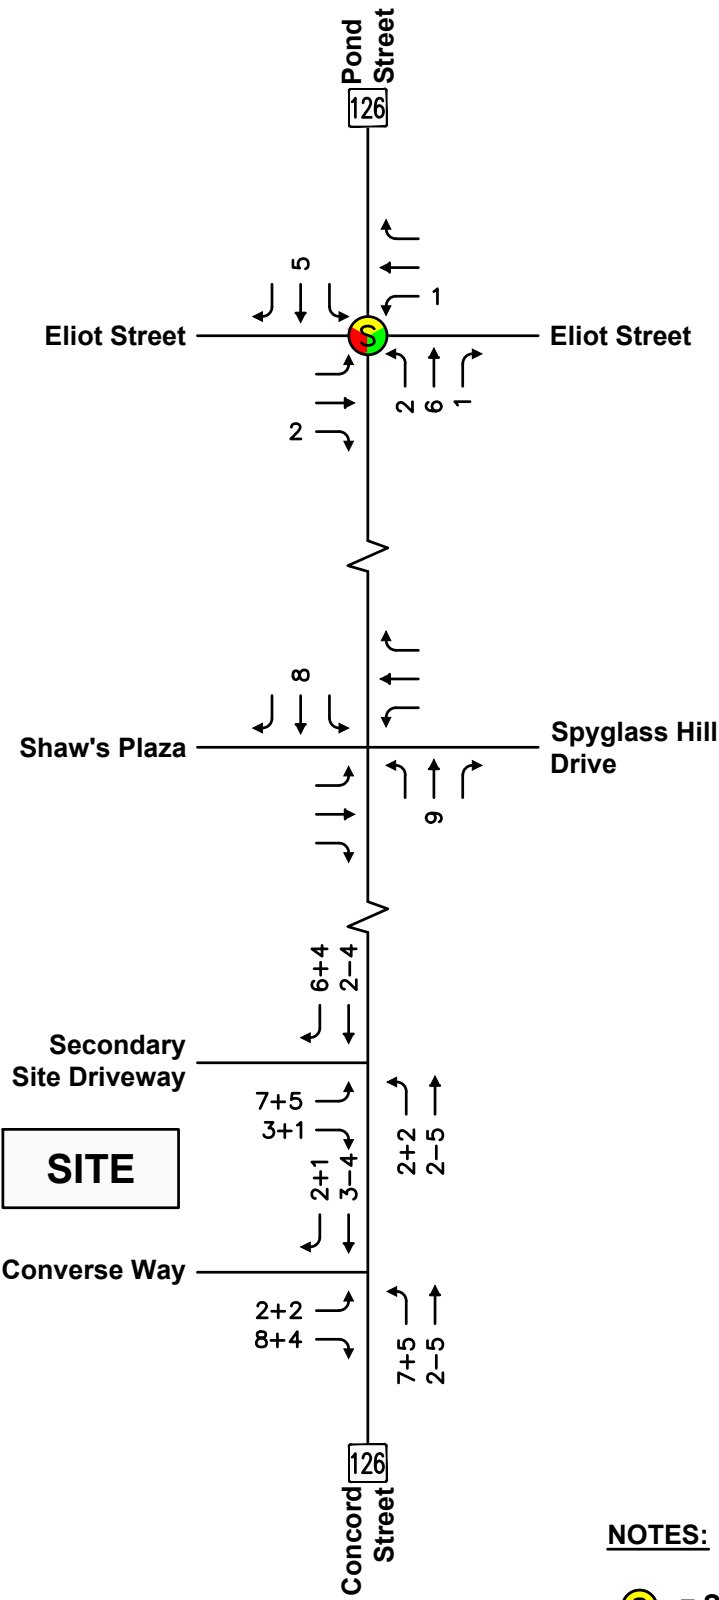 Pond
Street
126
5
1
Eliot Street
S
Eliot Street
2
2
6
1
8
Shaw's Plaza
Spyglass Hill
Drive
9
6+4
2−4
Secondary
Site Driveway
7+5
3+1
2+2
2−5
SITE
2+1
3−4
Converse Way
2+2
8+4
7+5
2−5
126
Concord
Street
NOTES: